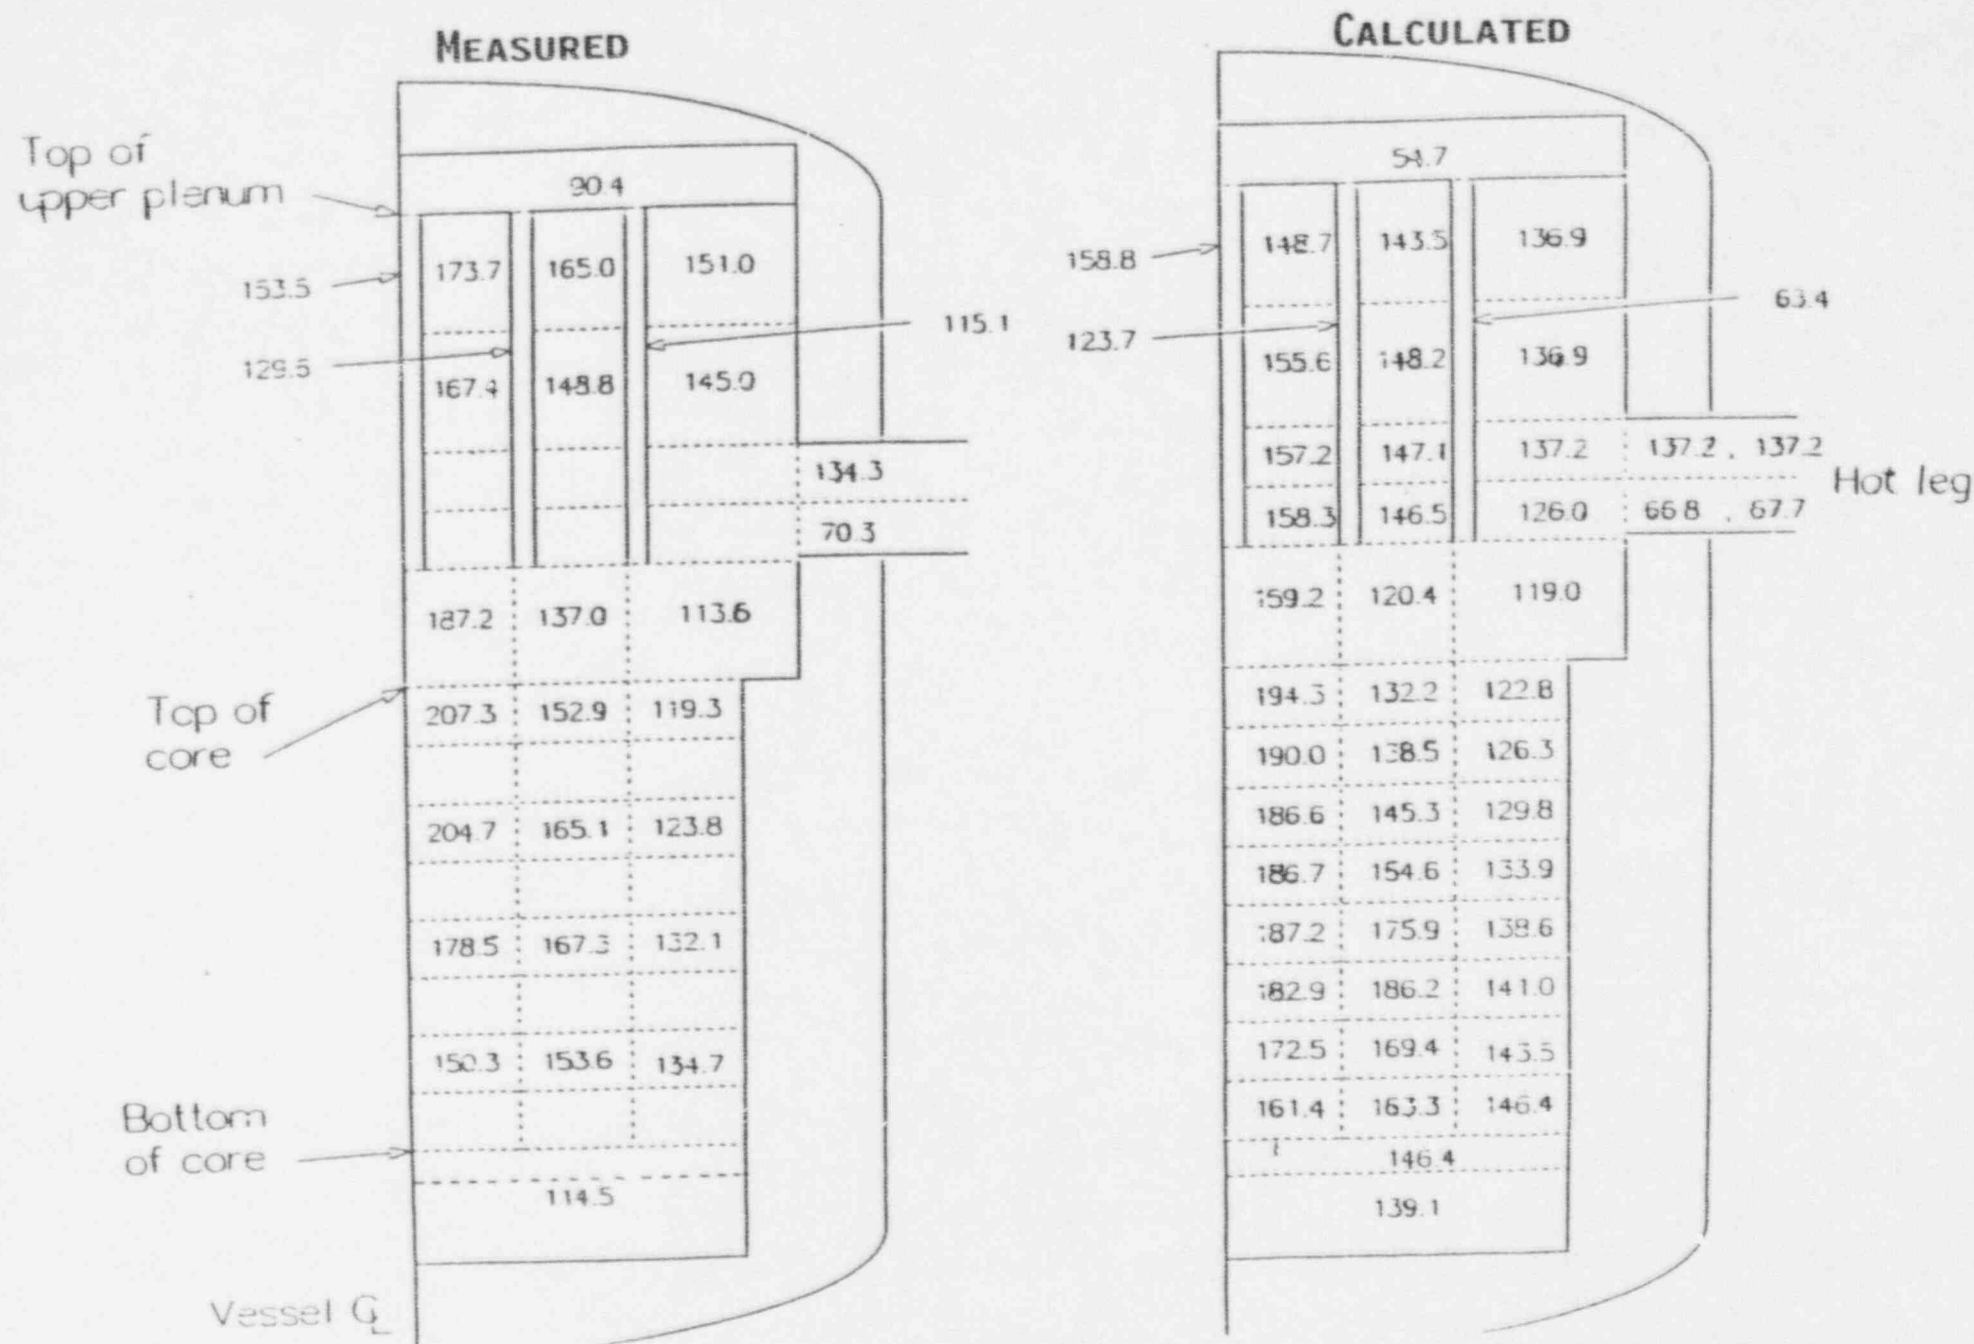 MEASURED
Top of
upper plenum
90.4
173.7 165.0 151.0
153.5
115.1
129.5
167.4 148.8 145.0
134.3
70.3
187.2 137.0 113.6
Top of
core
207.3 152.9 119.3
204.7 165.1 123.8
178.5 167.3 132.1
150.3 153.6 134.7
Bottom
of core
114.5
Vessel ℄
CALCULATED
54.7
148.7 143.5 136.9
158.8
63.4
123.7
155.6 148.2 136.9
157.2 147.1 137.2 137.2 , 137.2
Hot leg
158.3 146.5 126.0 66.8 , 67.7
159.2 120.4 119.0
194.3 132.2 122.8
190.0 138.5 126.3
186.6 145.3 129.8
186.7 154.6 133.9
187.2 175.9 138.6
182.9 186.2 141.0
172.5 169.4 143.5
161.4 163.3 146.4
146.4
139.1